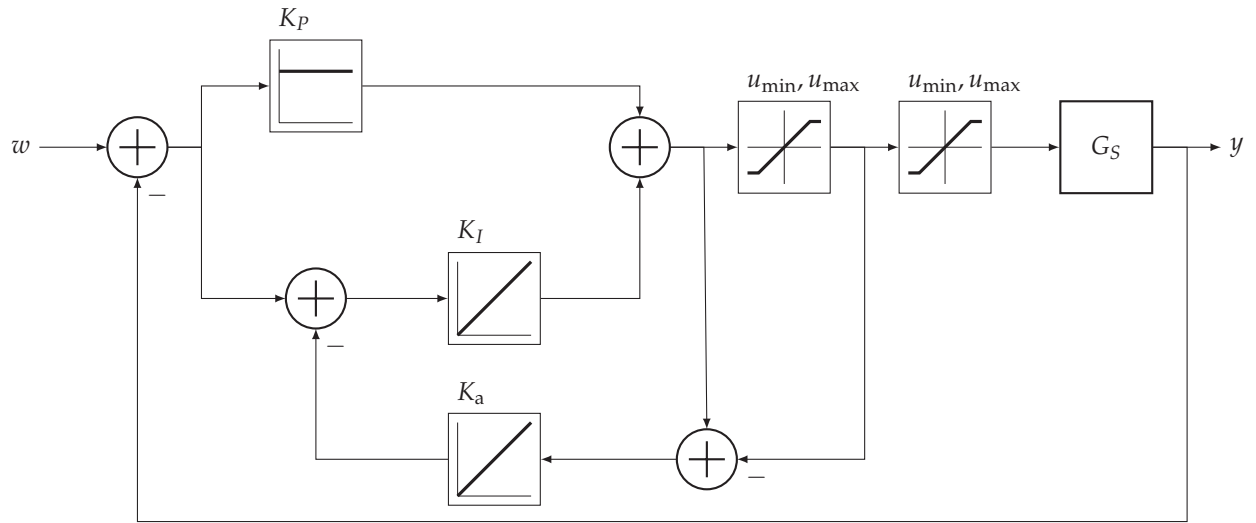 K_P
u_min, u_max
u_min, u_max
w
G_S
y
−
K_I
−
K_a
−